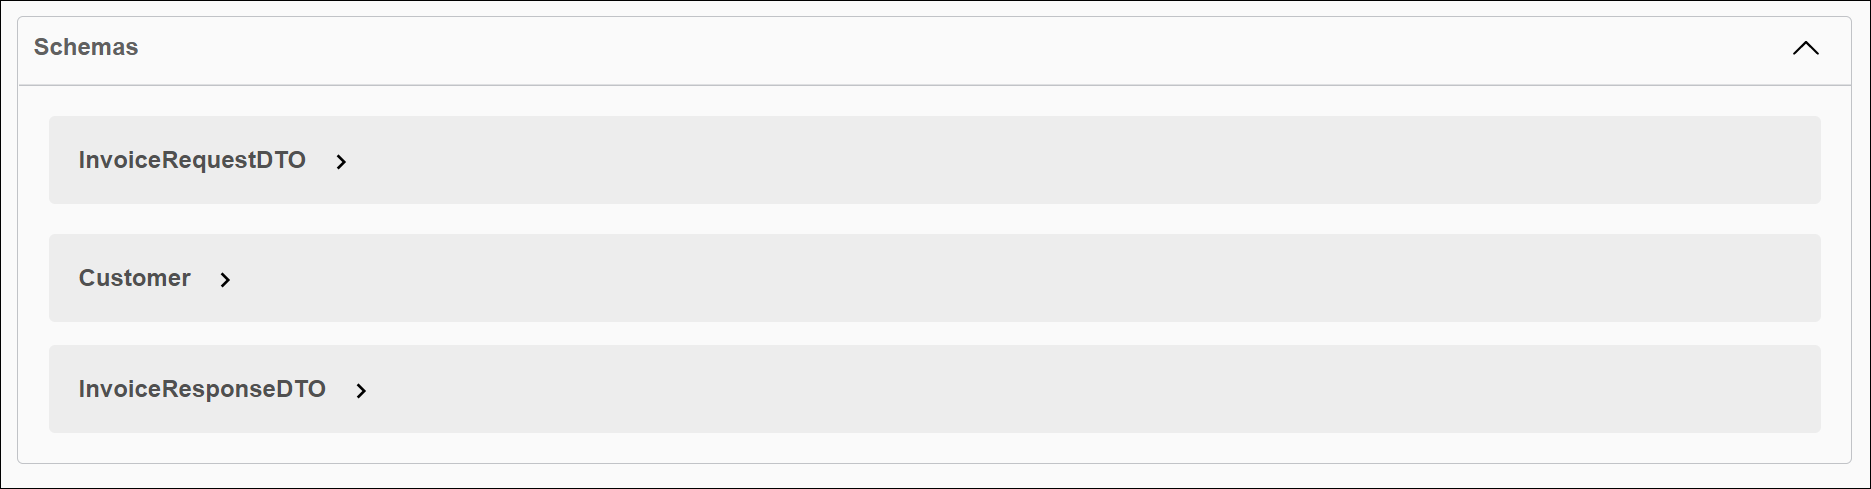 Schemas
InvoiceRequestDTO
Customer
InvoiceResponseDTO